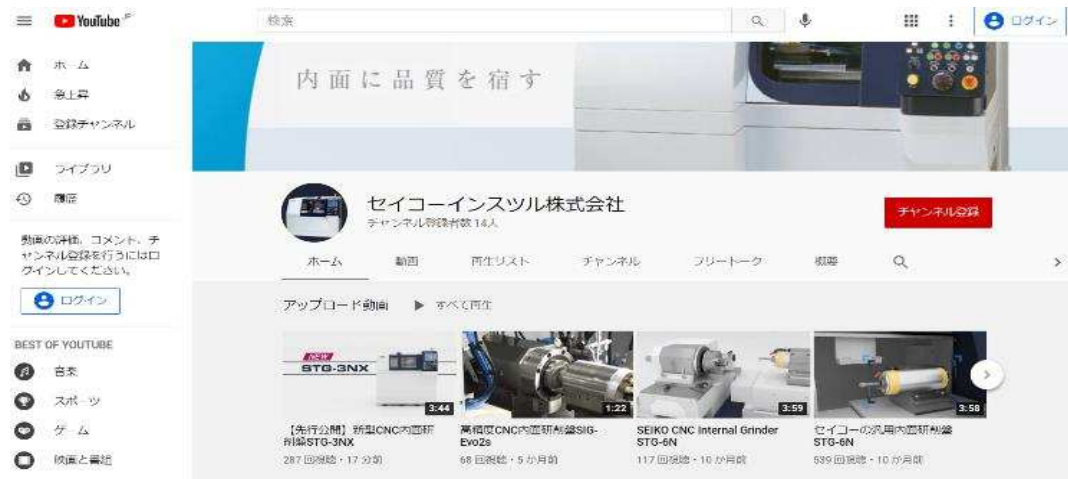 YouTube JP
検索
ログイン
ホーム
急上昇
登録チャンネル
ライブラリ
履歴
動画の評価、コメント、チ
ャンネル登録を行うにはロ
グインしてください。
ログイン
BEST OF YOUTUBE
音楽
スポーツ
ゲーム
映画と番組
内面に品質を宿す
セイコーインスツル株式会社
チャンネル登録者数 14人
チャンネル登録
ホーム
動画
再生リスト
チャンネル
フリートーク
概要
アップロード動画
すべて再生
NEW
STG-3NX
3:44
1:22
3:59
3:58
【先行公開】新型CNC内面研
削盤STG-3NX
287 回視聴・17 分前
高精度CNC内面研削盤SIG-
Evo2s
68 回視聴・5 か月前
SEIKO CNC Internal Grinder
STG-6N
117 回視聴・10 か月前
セイコーの汎用内面研削盤
STG-6N
539 回視聴・10 か月前